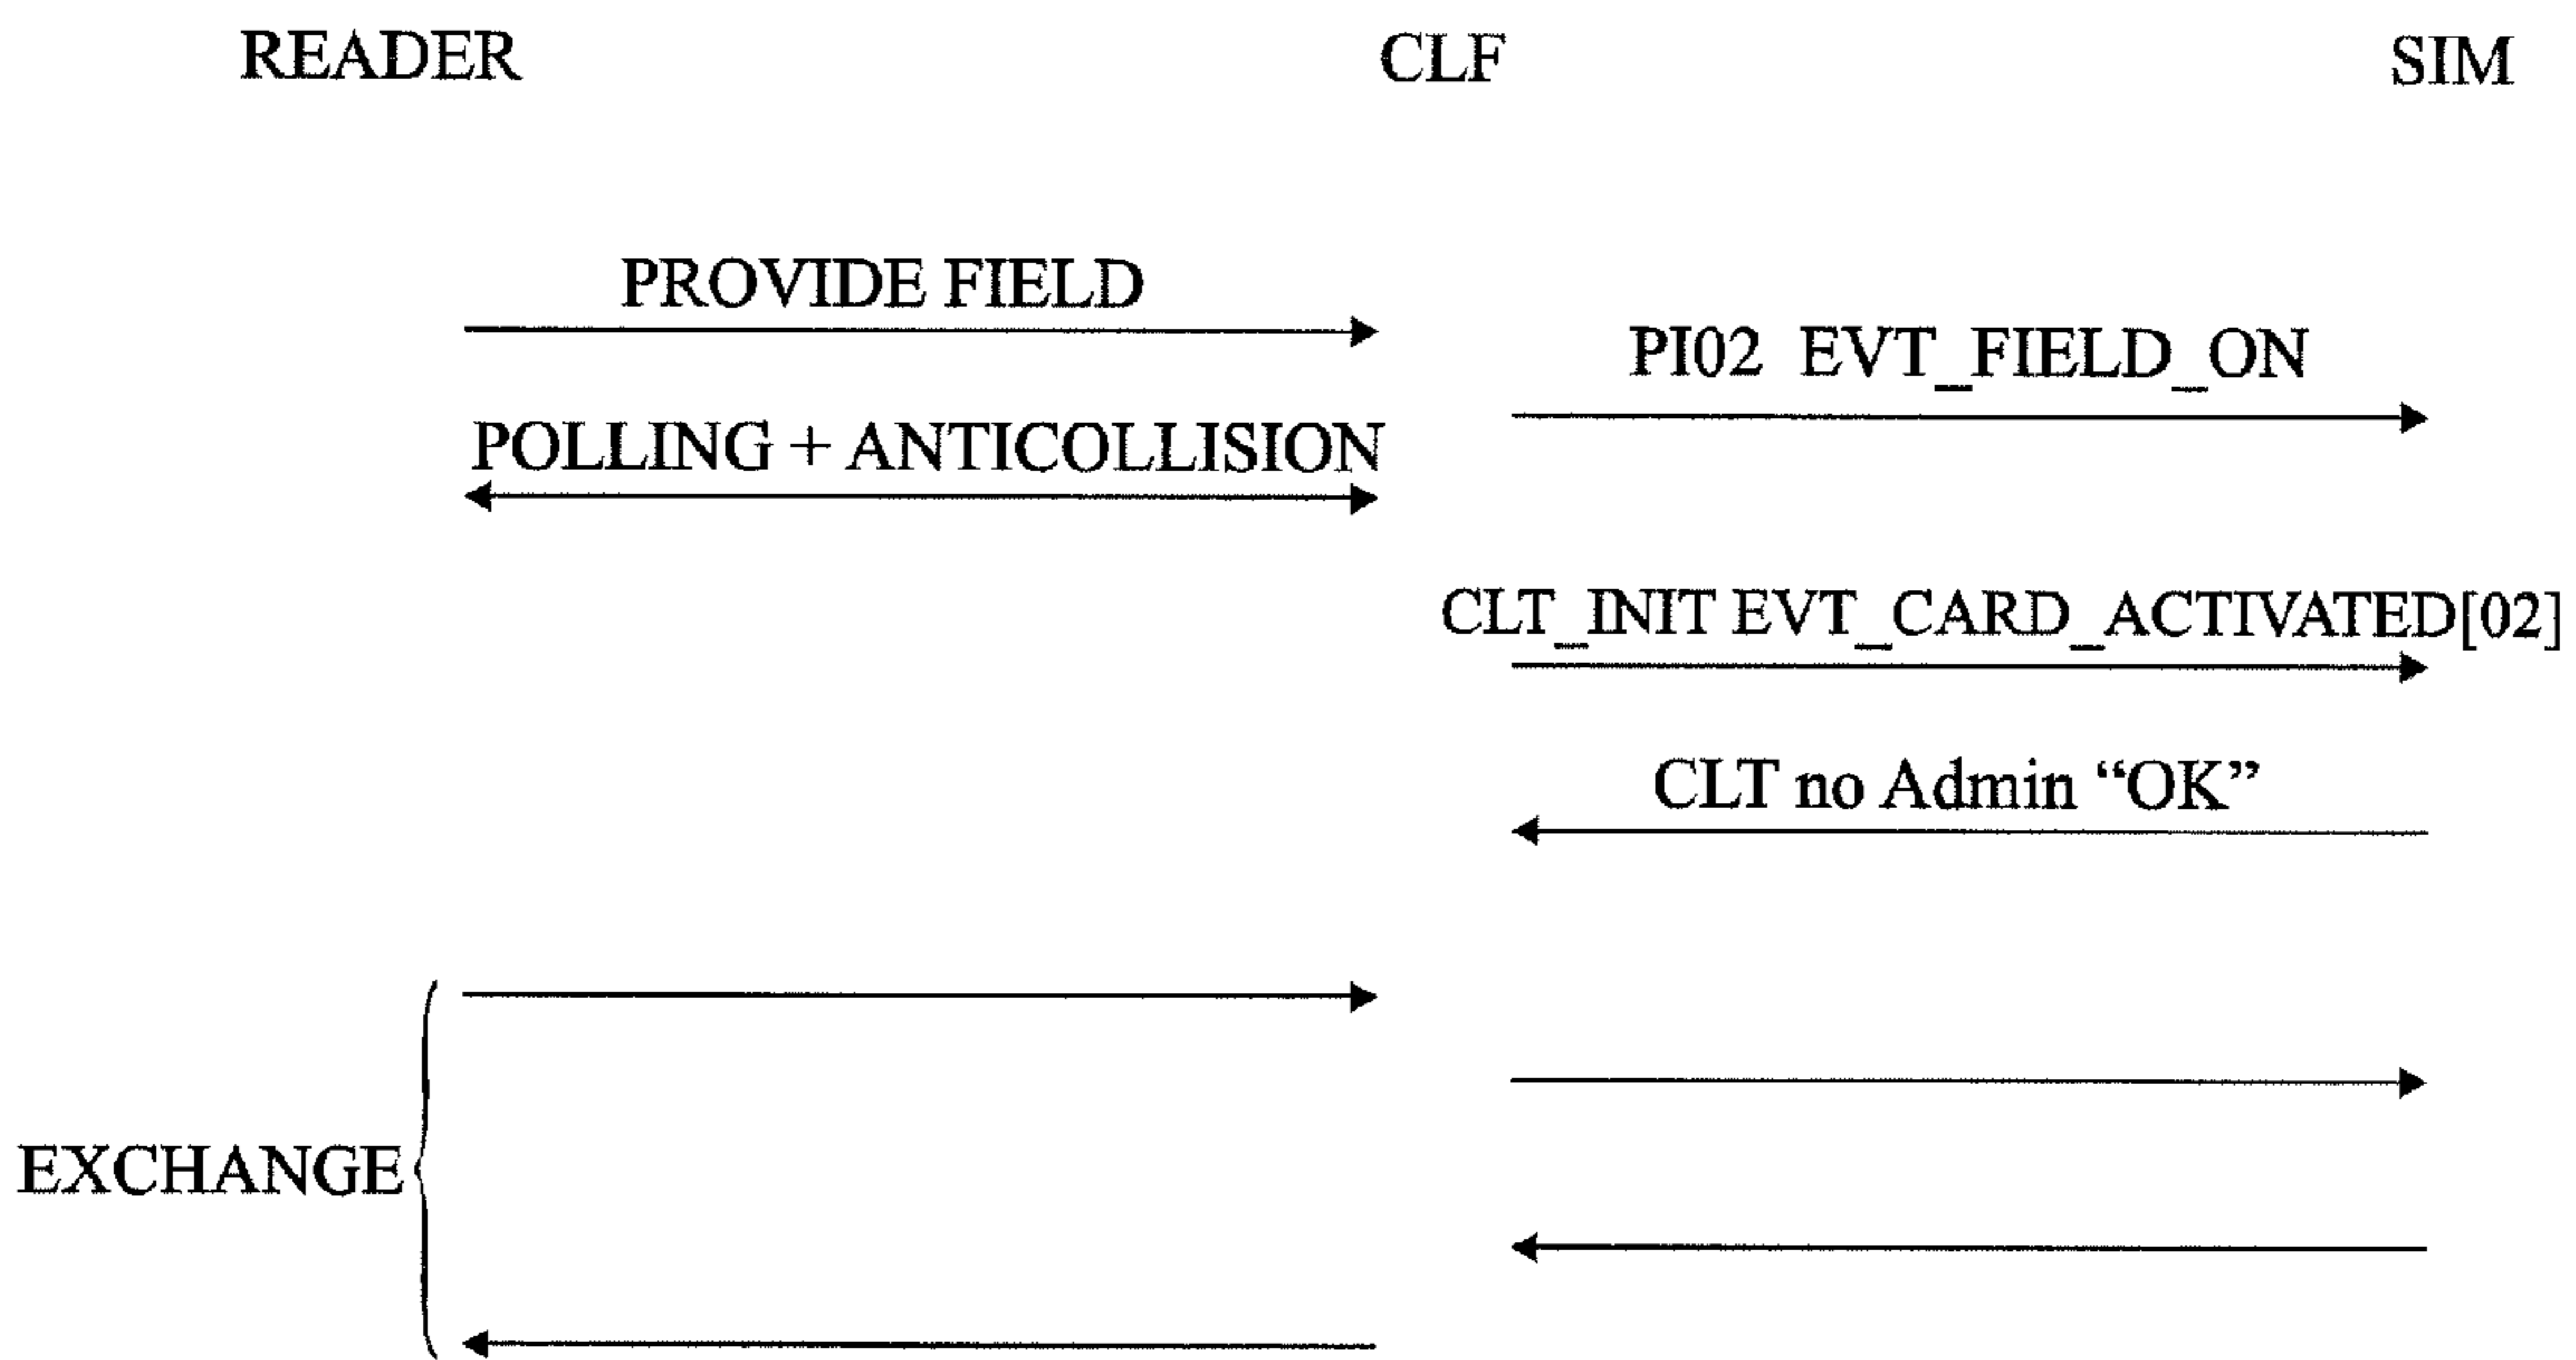 READER CLF SIM
PROVIDE FIELD
PI02 EVT_FIELD_ON
POLLING + ANTICOLLISION
CLT_INIT EVT_CARD_ACTIVATED[02]
CLT no Admin “OK”
EXCHANGE